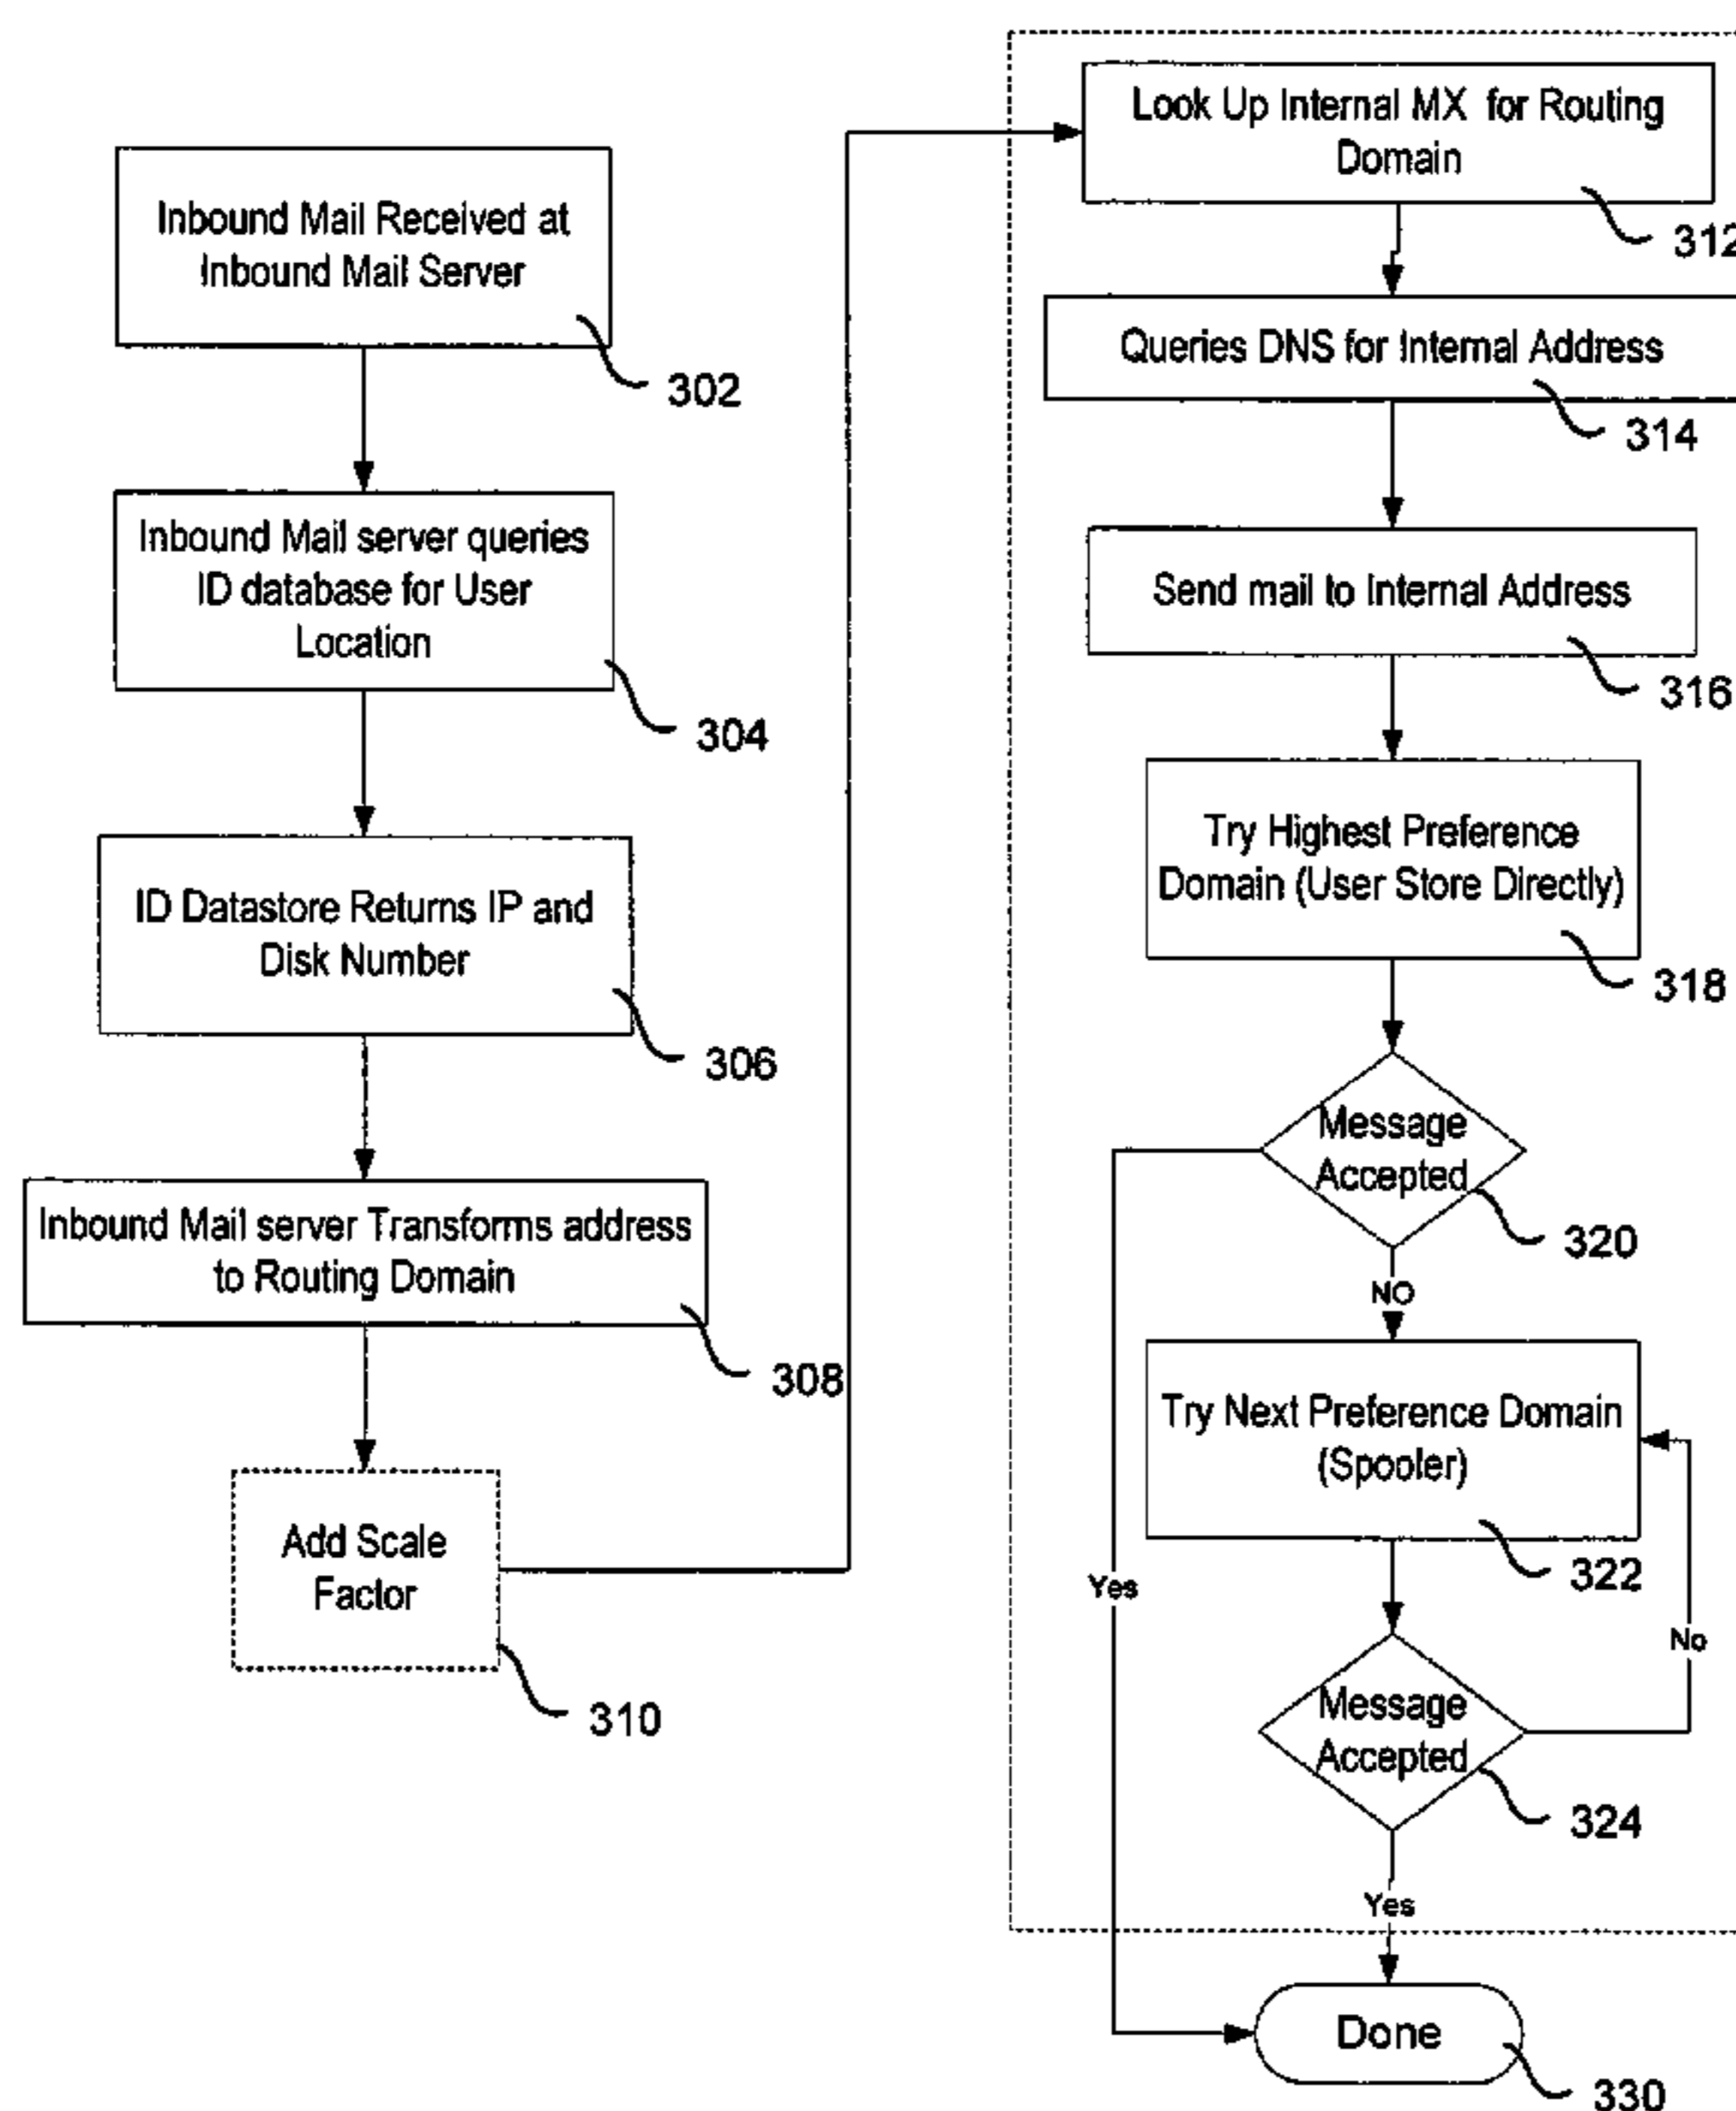 Inbound Mail Received at
Inbound Mail Server
302
Inbound Mail server queries
ID database for User
Location
304
ID Datastore Returns IP and
Disk Number
306
Inbound Mail server Transforms address
to Routing Domain
308
Add Scale
Factor
310
Look Up Internal MX for Routing
Domain
312
Queries DNS for Internal Address
314
Send mail to Internal Address
316
Try Highest Preference
Domain (User Store Directly)
318
Message
Accepted
320
NO
Yes
Try Next Preference Domain
(Spooler)
322
No
Message
Accepted
324
Yes
Done
330